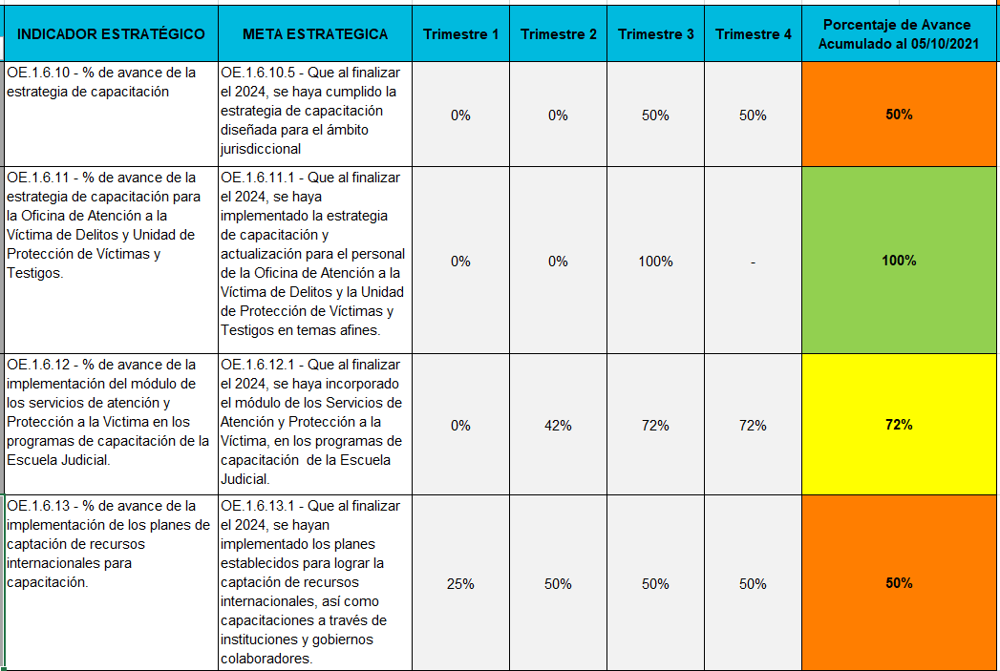 INDICADOR ESTRATÉGICO
META ESTRATEGICA
Trimestre 1
Trimestre 2
Trimestre 3
Trimestre 4
Porcentaje de Avance
Acumulado al 05/10/2021
OE.1.6.10 - % de avance de la
estrategia de capacitación
OE.1.6.10.5 - Que al finalizar
el 2024, se haya cumplido la
estrategia de capacitación
diseñada para el ámbito
jurisdiccional
0%
0%
50%
50%
50%
OE.1.6.11 - % de avance de la
estrategia de capacitación para
la Oficina de Atención a la
Víctima de Delitos y Unidad de
Protección de Víctimas y
Testigos.
OE.1.6.11.1 - Que al finalizar
el 2024, se haya
implementado la estrategia
de capacitación y
actualización para el personal
de la Oficina de Atención a la
Víctima de Delitos y la Unidad
de Protección de Víctimas y
Testigos en temas afines.
0%
0%
100%
-
100%
OE.1.6.12 - % de avance de la
implementación del módulo de
los servicios de atención y
Protección a la Victima en los
programas de capacitación de la
Escuela Judicial.
OE.1.6.12.1 - Que al finalizar
el 2024, se haya incorporado
el módulo de los Servicios de
Atención y Protección a la
Víctima, en los programas de
capacitación  de la Escuela
Judicial.
0%
42%
72%
72%
72%
OE.1.6.13 - % de avance de la
implementación de los planes de
captación de recursos
internacionales para
capacitación.
OE.1.6.13.1 - Que al finalizar
el 2024, se hayan
implementado los planes
establecidos para lograr la
captación de recursos
internacionales, así como
capacitaciones a través de
instituciones y gobiernos
colaboradores.
25%
50%
50%
50%
50%